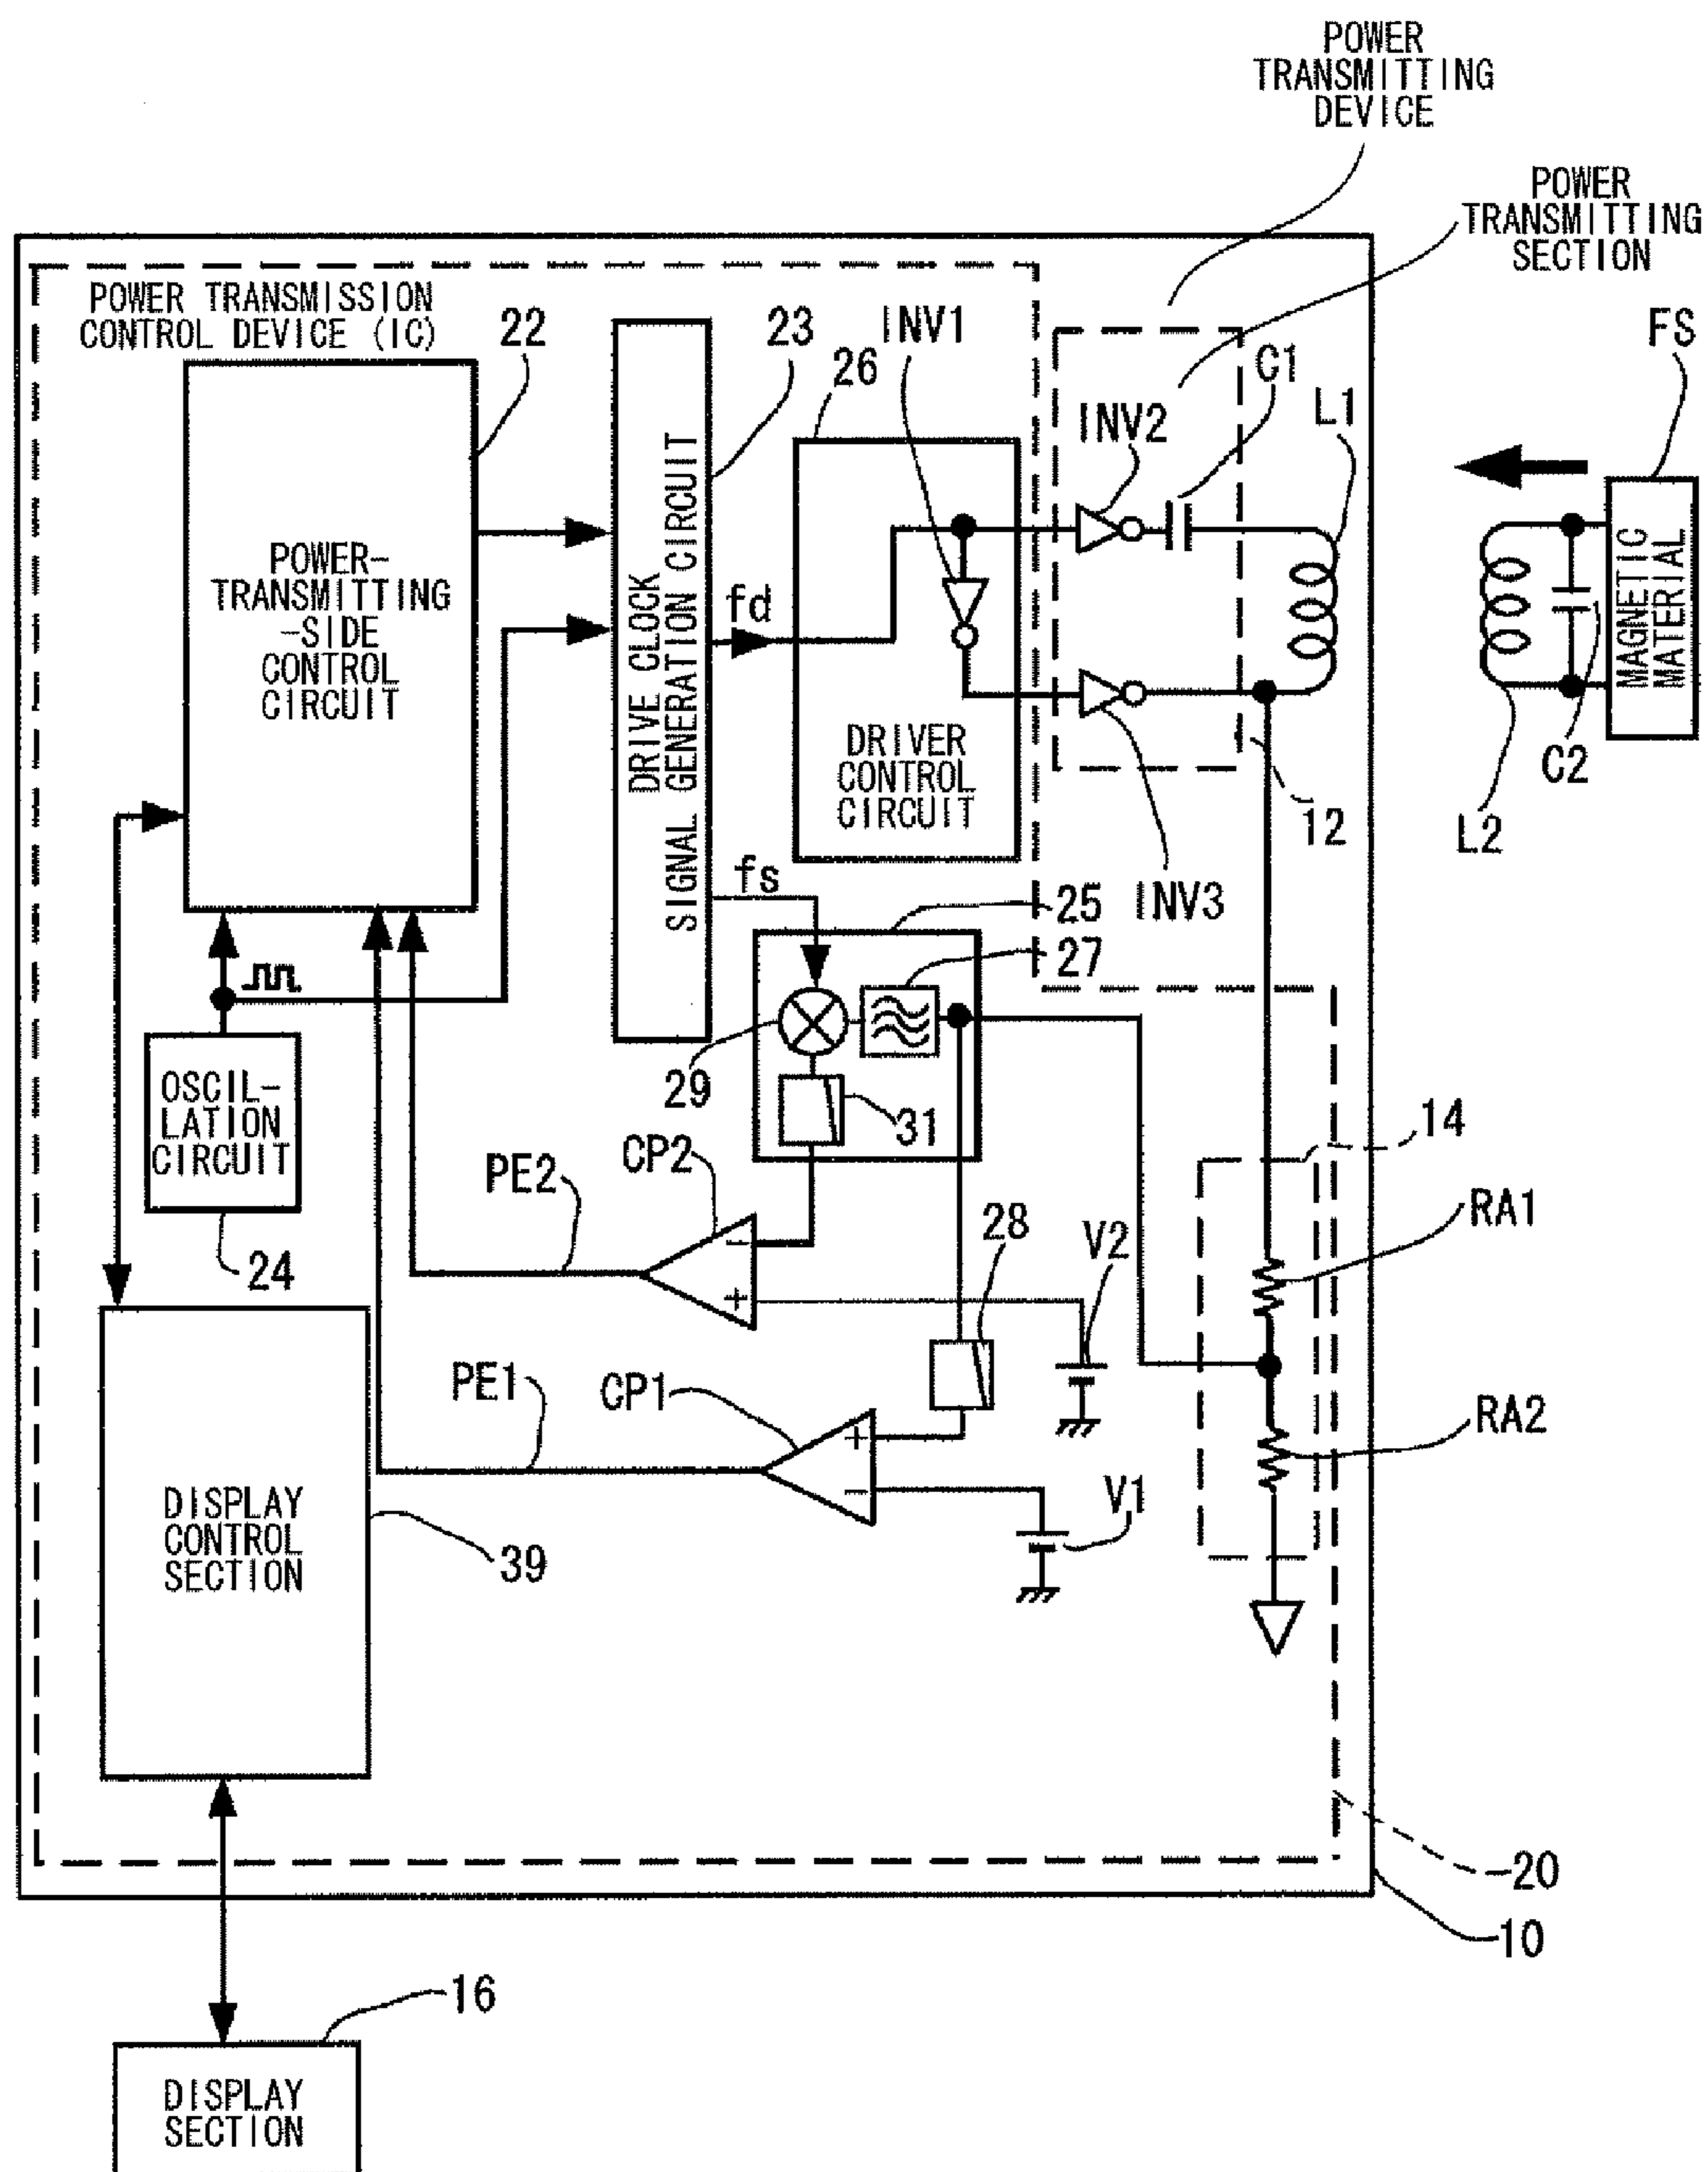 POWER
TRANSMITTING
DEVICE
POWER
TRANSMITTING
SECTION
POWER TRANSMISSION
CONTROL DEVICE (IC)
22
23
INV1
26
INV2
C1
L1
FS
POWER-
TRANSMITTING
-SIDE
CONTROL
CIRCUIT
DRIVE CLOCK
SIGNAL GENERATION CIRCUIT
fd
DRIVER
CONTROL
CIRCUIT
MAGNETIC
MATERIAL
C2
L2
12
INV3
fs
25
27
29
31
OSCIL-
LATION
CIRCUIT
24
CP2
PE2
+
−
14
RA1
28
V2
PE1
CP1
+
−
RA2
V1
DISPLAY
CONTROL
SECTION
39
20
10
16
DISPLAY
SECTION